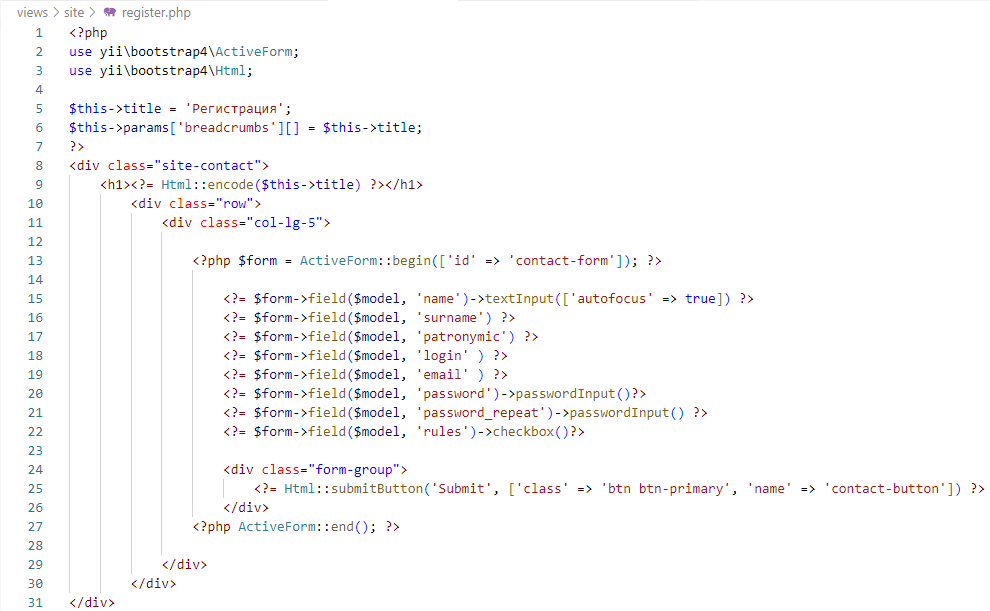 views > site > register.php
1 <?php
2 use yii\bootstrap4\ActiveForm;
3 use yii\bootstrap4\Html;
4
5 $this->title = 'Регистрация';
6 $this->params['breadcrumbs'][] = $this->title;
7 ?>
8 <div class="site-contact">
9     <h1><?= Html::encode($this->title) ?></h1>
10         <div class="row">
11             <div class="col-lg-5">
12
13                 <?php $form = ActiveForm::begin(['id' => 'contact-form']); ?>
14
15                     <?= $form->field($model, 'name')->textInput(['autofocus' => true]) ?>
16                     <?= $form->field($model, 'surname') ?>
17                     <?= $form->field($model, 'patronymic') ?>
18                     <?= $form->field($model, 'login' ) ?>
19                     <?= $form->field($model, 'email' ) ?>
20                     <?= $form->field($model, 'password')->passwordInput()?>
21                     <?= $form->field($model, 'password_repeat')->passwordInput() ?>
22                     <?= $form->field($model, 'rules')->checkbox()?>
23
24                     <div class="form-group">
25                         <?= Html::submitButton('Submit', ['class' => 'btn btn-primary', 'name' => 'contact-button']) ?>
26                     </div>
27                 <?php ActiveForm::end(); ?>
28
29             </div>
30         </div>
31 </div>